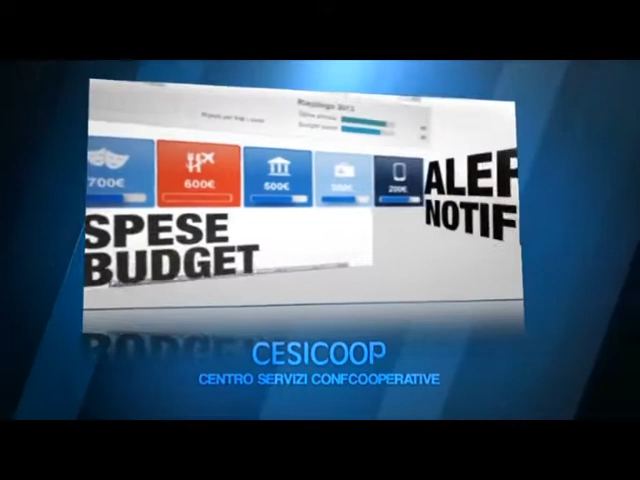 Riepilogo 2013
700€
600€
500€
200€
SPESE
BUDGET
ALER
NOTIF
CESICOOP
CENTRO SERVIZI CONFCOOPERATIVE